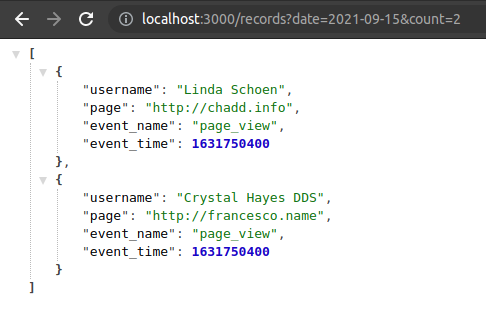 localhost:3000/records?date=2021-09-15&count=2
[
{
"username": "Linda Schoen",
"page": "http://chadd.info",
"event_name": "page_view",
"event_time": 1631750400
},
{
"username": "Crystal Hayes DDS",
"page": "http://francesco.name",
"event_name": "page_view",
"event_time": 1631750400
}
]